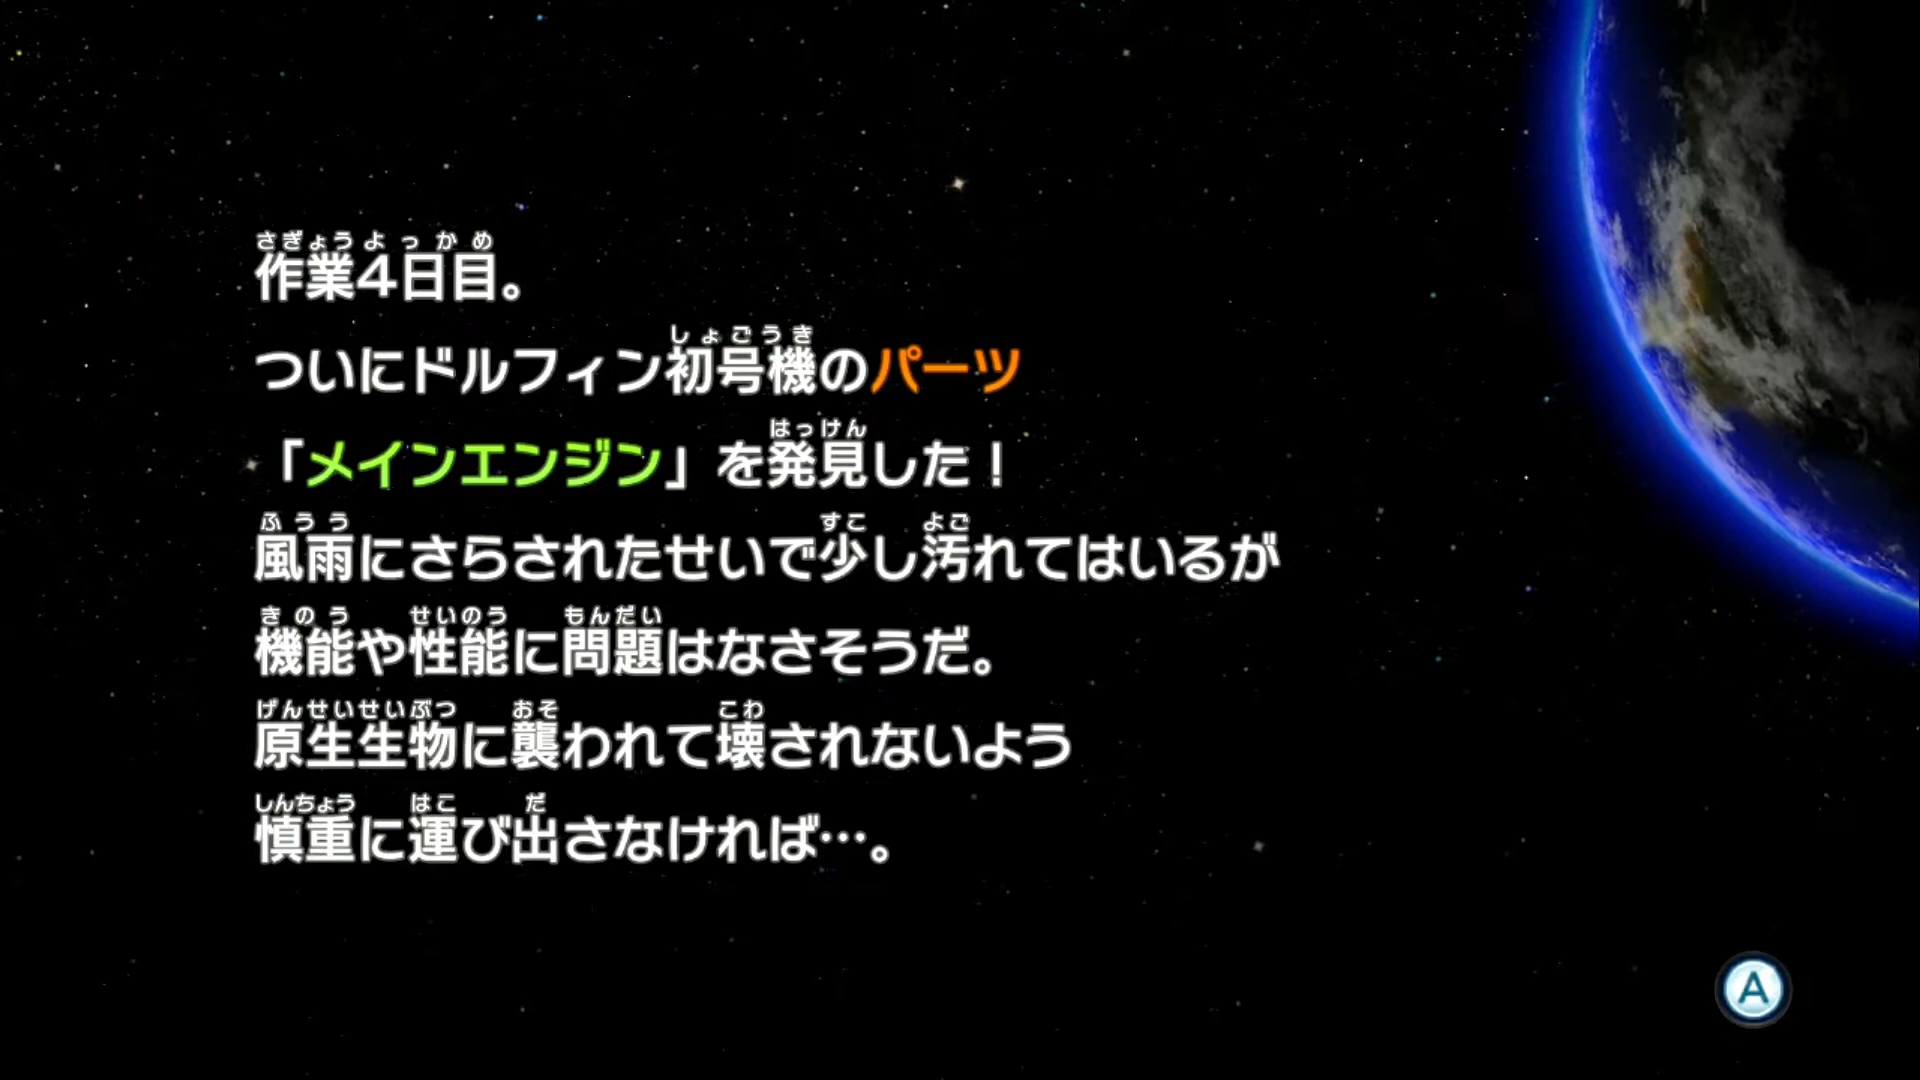 作業4日目。
ついにドルフィン初号機のパーツ
「メインエンジン」を発見した！
風雨にさらされたせいで少し汚れてはいるが
機能や性能に問題はなさそうだ。
原生生物に襲われて壊されないよう
慎重に運び出さなければ…。
A